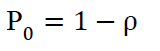 P₀ = 1 − ρ